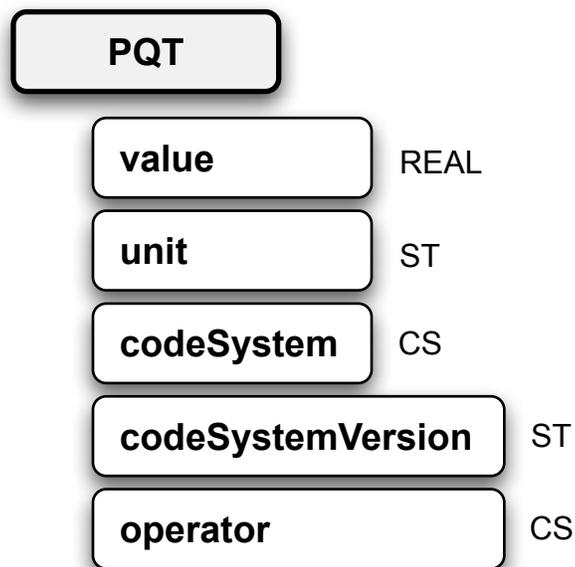 PQT
value REAL
unit ST
codeSystem CS
codeSystemVersion ST
operator CS